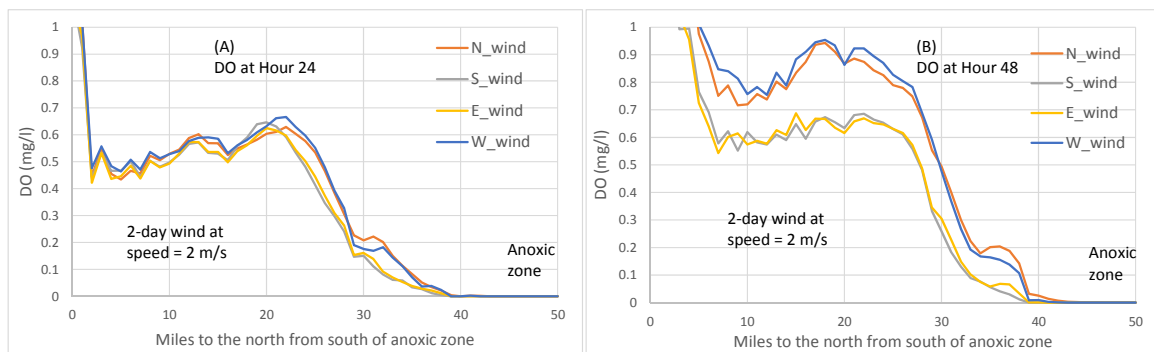 (A)
DO at Hour 24
N_wind
S_wind
E_wind
W_wind
2-day wind at
speed = 2 m/s
Anoxic
zone
DO (mg/l)
1
0.9
0.8
0.7
0.6
0.5
0.4
0.3
0.2
0.1
0
0 10 20 30 40 50
Miles to the north from south of anoxic zone
(B)
DO at Hour 48
N_wind
S_wind
E_wind
W_wind
2-day wind at
speed = 2 m/s
Anoxic
zone
DO (mg/l)
1
0.9
0.8
0.7
0.6
0.5
0.4
0.3
0.2
0.1
0
0 10 20 30 40 50
Miles to the north from south of anoxic zone